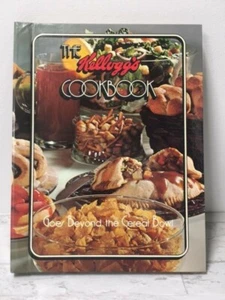 THE
Kellogg's
COOKBOOK
Goes Beyond the Cereal Bowl